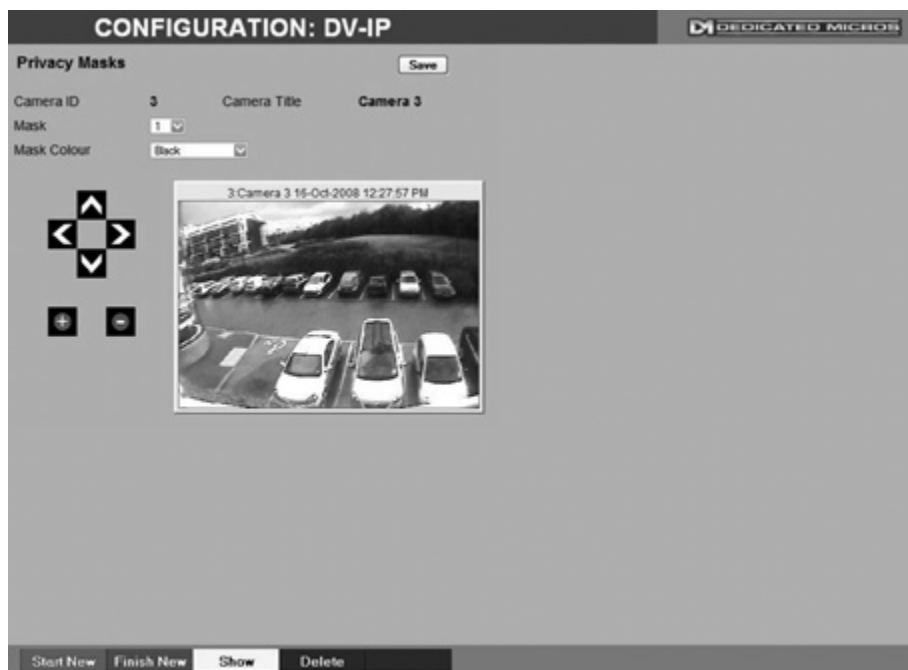 CONFIGURATION: DV-IP
DEDICATED MICROS
Privacy Masks
Save
Camera ID 3 Camera Title Camera 3
Mask 1
Mask Colour Black
3:Camera 3 16-Oct-2008 12:27:57 PM
Start New Finish New Show Delete